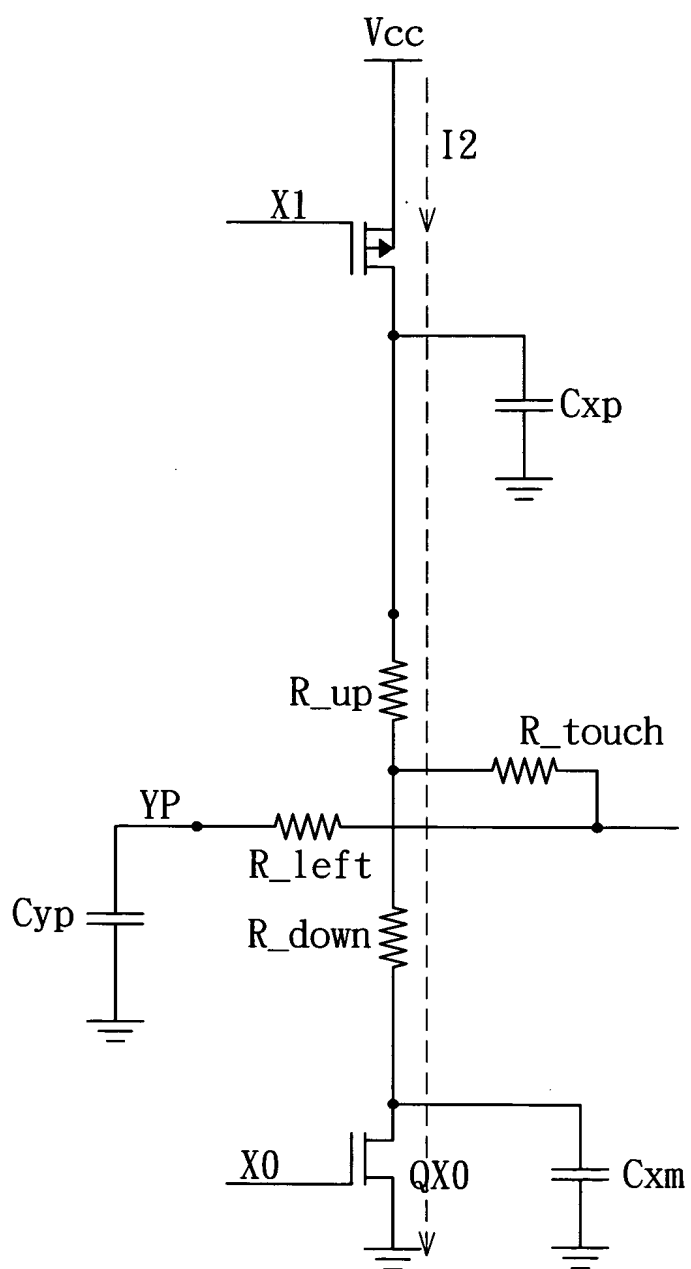 Vcc
I2
X1
Cxp
R_up
R_touch
YP
R_left
Cyp
R_down
X0
QX0
Cxm